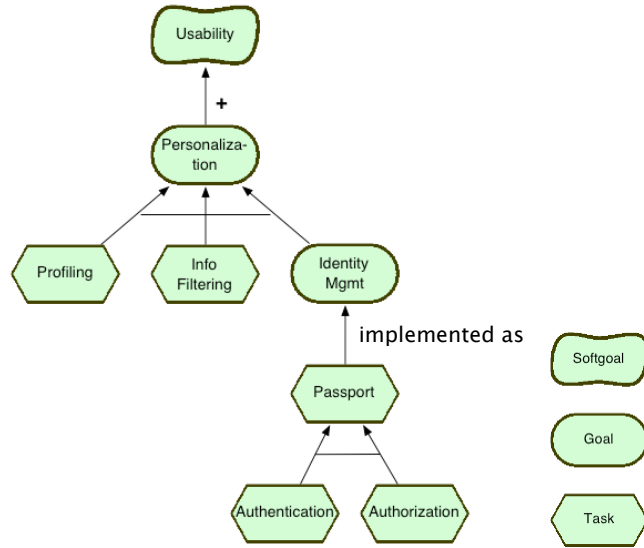 Usability
+
Personaliza-
tion
Profiling
Info
Filtering
Identity
Mgmt
implemented as
Passport
Authentication
Authorization
Softgoal
Goal
Task